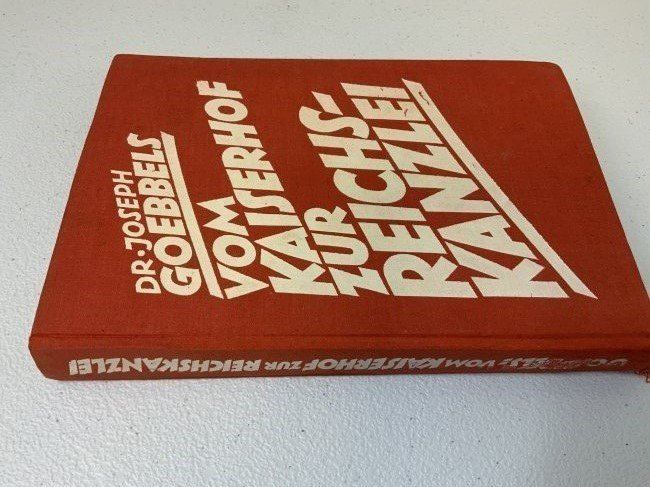 DR·JOSEPH
GOEBBELS
VOM
KAISERHOF
ZUR
REICHS-
KANZLEI
VOM KAISERHOF ZUR REICHSKANZLEI